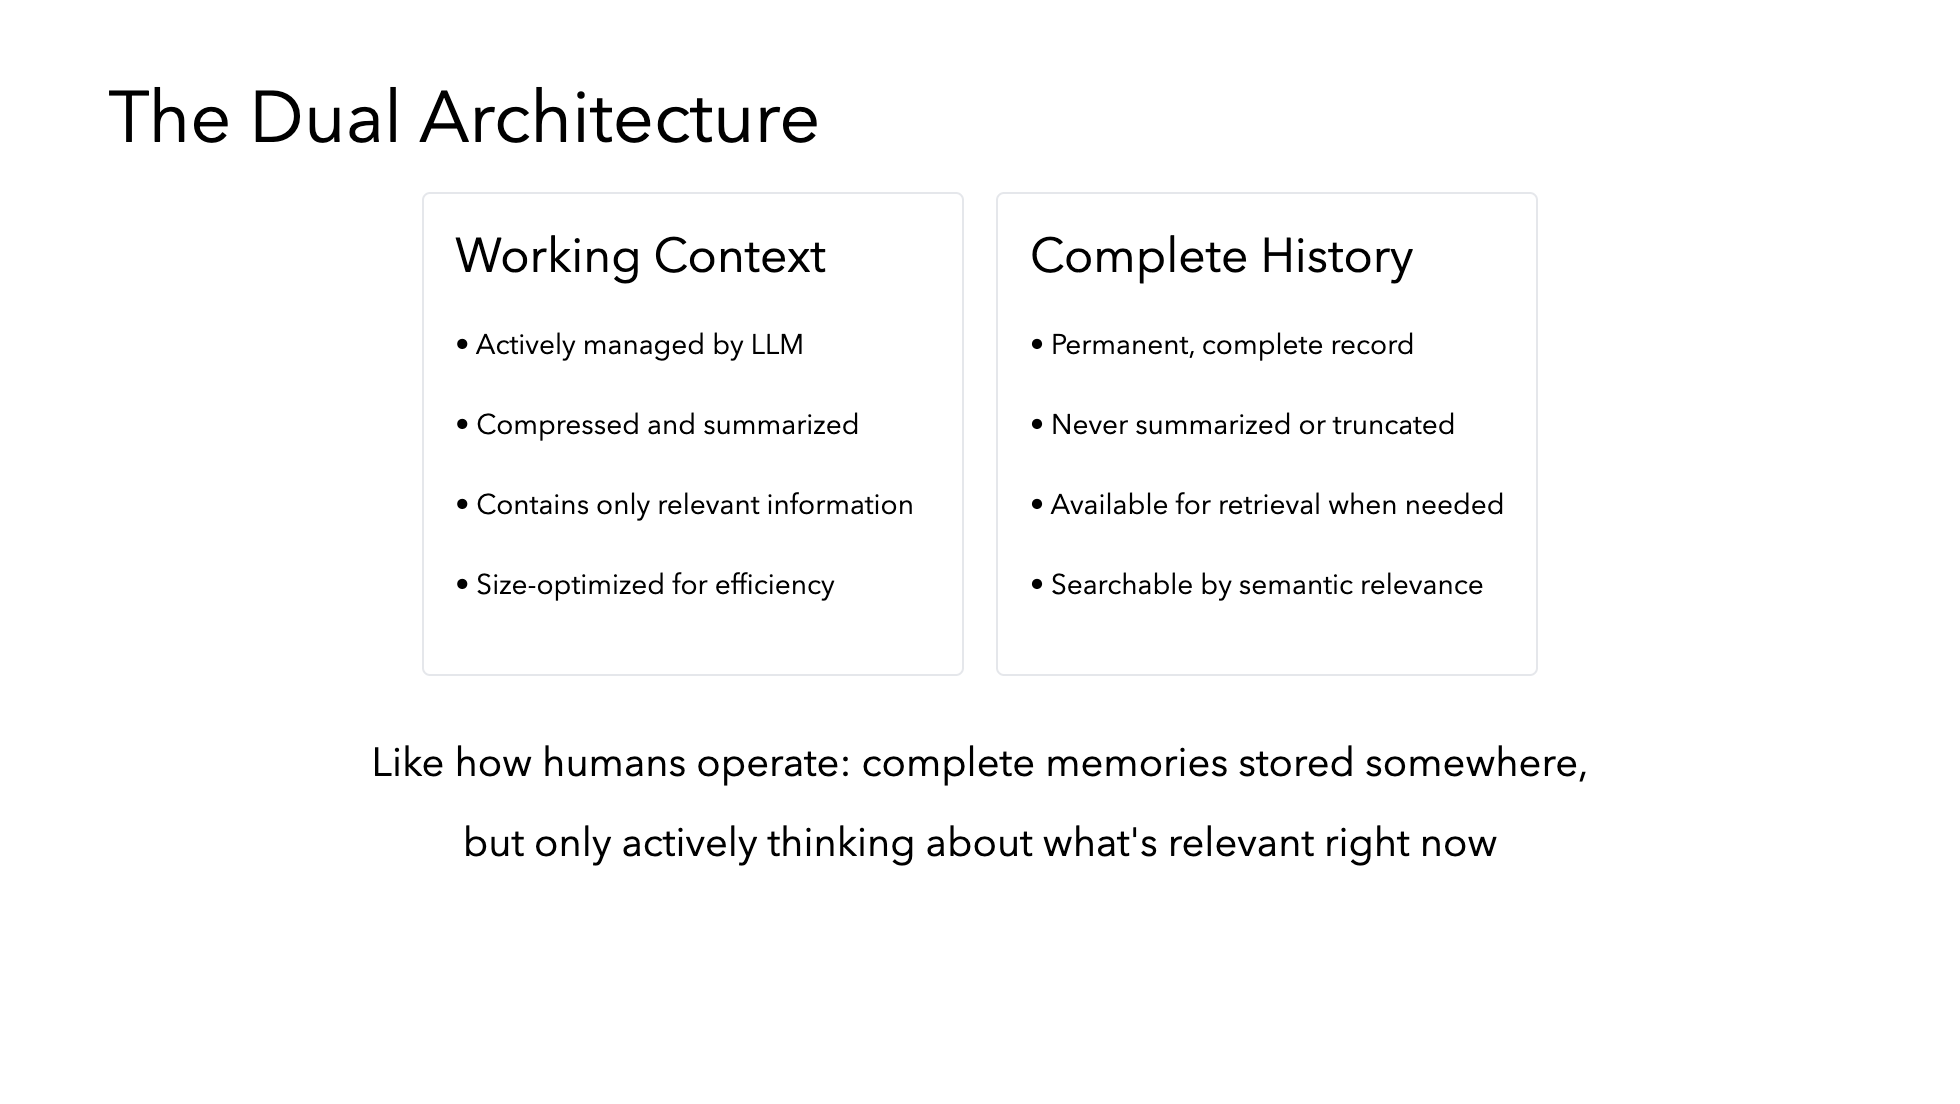 The Dual Architecture
Working Context
• Actively managed by LLM
• Compressed and summarized
• Contains only relevant information
• Size-optimized for efficiency
Complete History
• Permanent, complete record
• Never summarized or truncated
• Available for retrieval when needed
• Searchable by semantic relevance
Like how humans operate: complete memories stored somewhere,
but only actively thinking about what's relevant right now